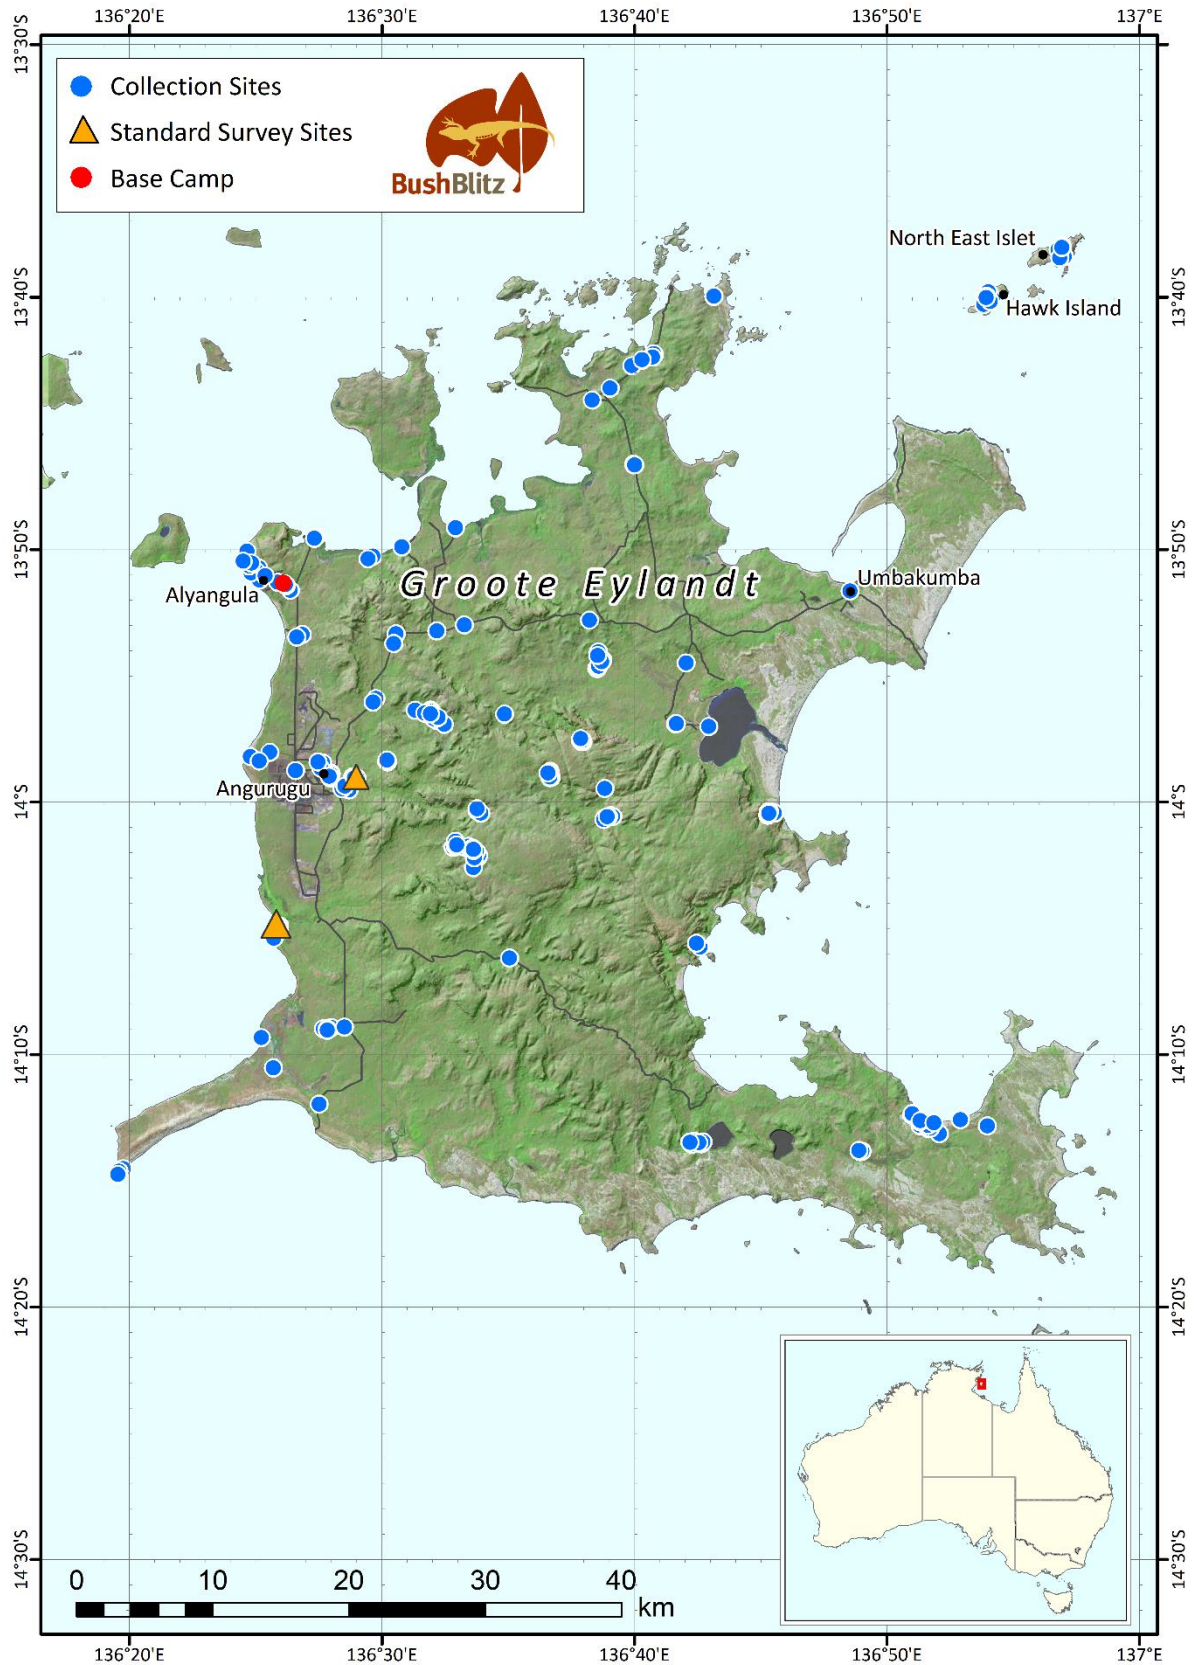 136°20'E 136°30'E 136°40'E 136°50'E 137°E
13°30'S
13°30'S
Collection Sites
Standard Survey Sites
Base Camp
BushBlitz
North East Islet
13°40'S
13°40'S
Hawk Island
13°50'S
13°50'S
Groote Eylandt
Umbakumba
Alyangula
Angurugu
14°S
14°S
14°10'S
14°10'S
14°20'S
14°20'S
14°30'S
14°30'S
0 10 20 30 40
km
136°20'E 136°30'E 136°40'E 136°50'E 137°E